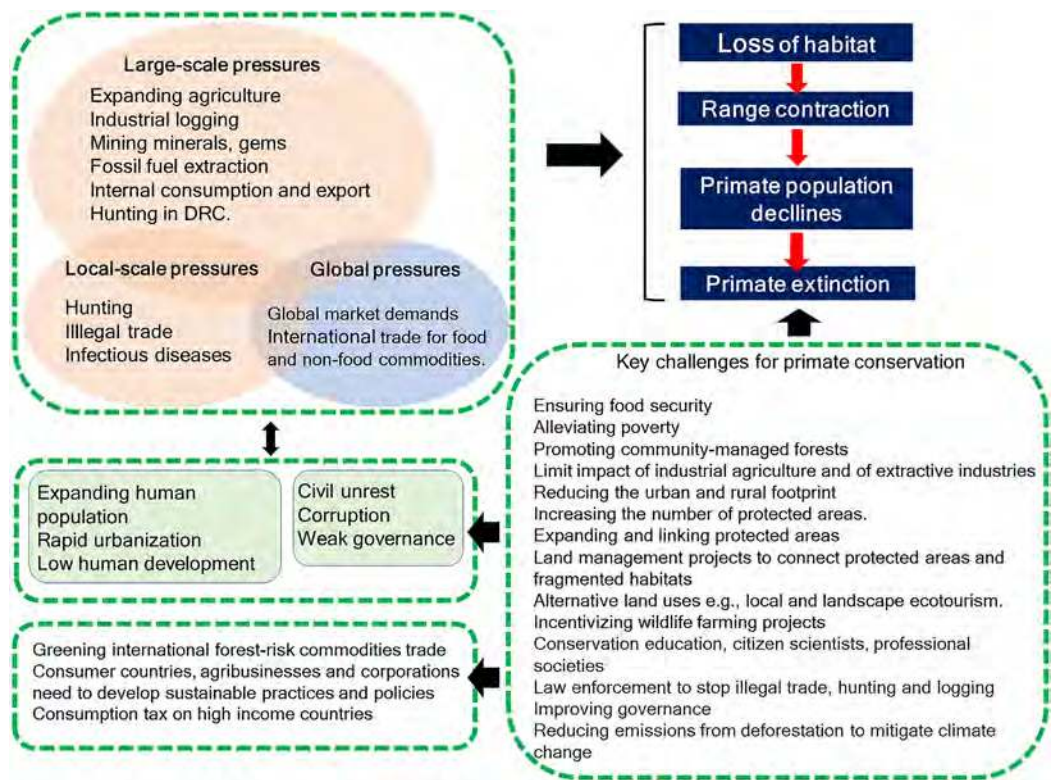 Large-scale pressures
Expanding agriculture
Industrial logging
Mining minerals, gems
Fossil fuel extraction
Internal consumption and export
Hunting in DRC.
Local-scale pressures
Hunting
Illlegal trade
Infectious diseases
Global pressures
Global market demands
International trade for food
and non-food commodities.
Loss of habitat
Range contraction
Primate population
decllines
Primate extinction
Expanding human
population
Rapid urbanization
Low human development
Civil unrest
Corruption
Weak governance
Greening international forest-risk commodities trade
Consumer countries, agribusinesses and corporations
need to develop sustainable practices and policies
Consumption tax on high income countries
Key challenges for primate conservation
Ensuring food security
Alleviating poverty
Promoting community-managed forests
Limit impact of industrial agriculture and of extractive industries
Reducing the urban and rural footprint
Increasing the number of protected areas.
Expanding and linking protected areas
Land management projects to connect protected areas and
fragmented habitats
Alternative land uses e.g., local and landscape ecotourism.
Incentivizing wildlife farming projects
Conservation education, citizen scientists, professional
societies
Law enforcement to stop illegal trade, hunting and logging
Improving governance
Reducing emissions from deforestation to mitigate climate
change